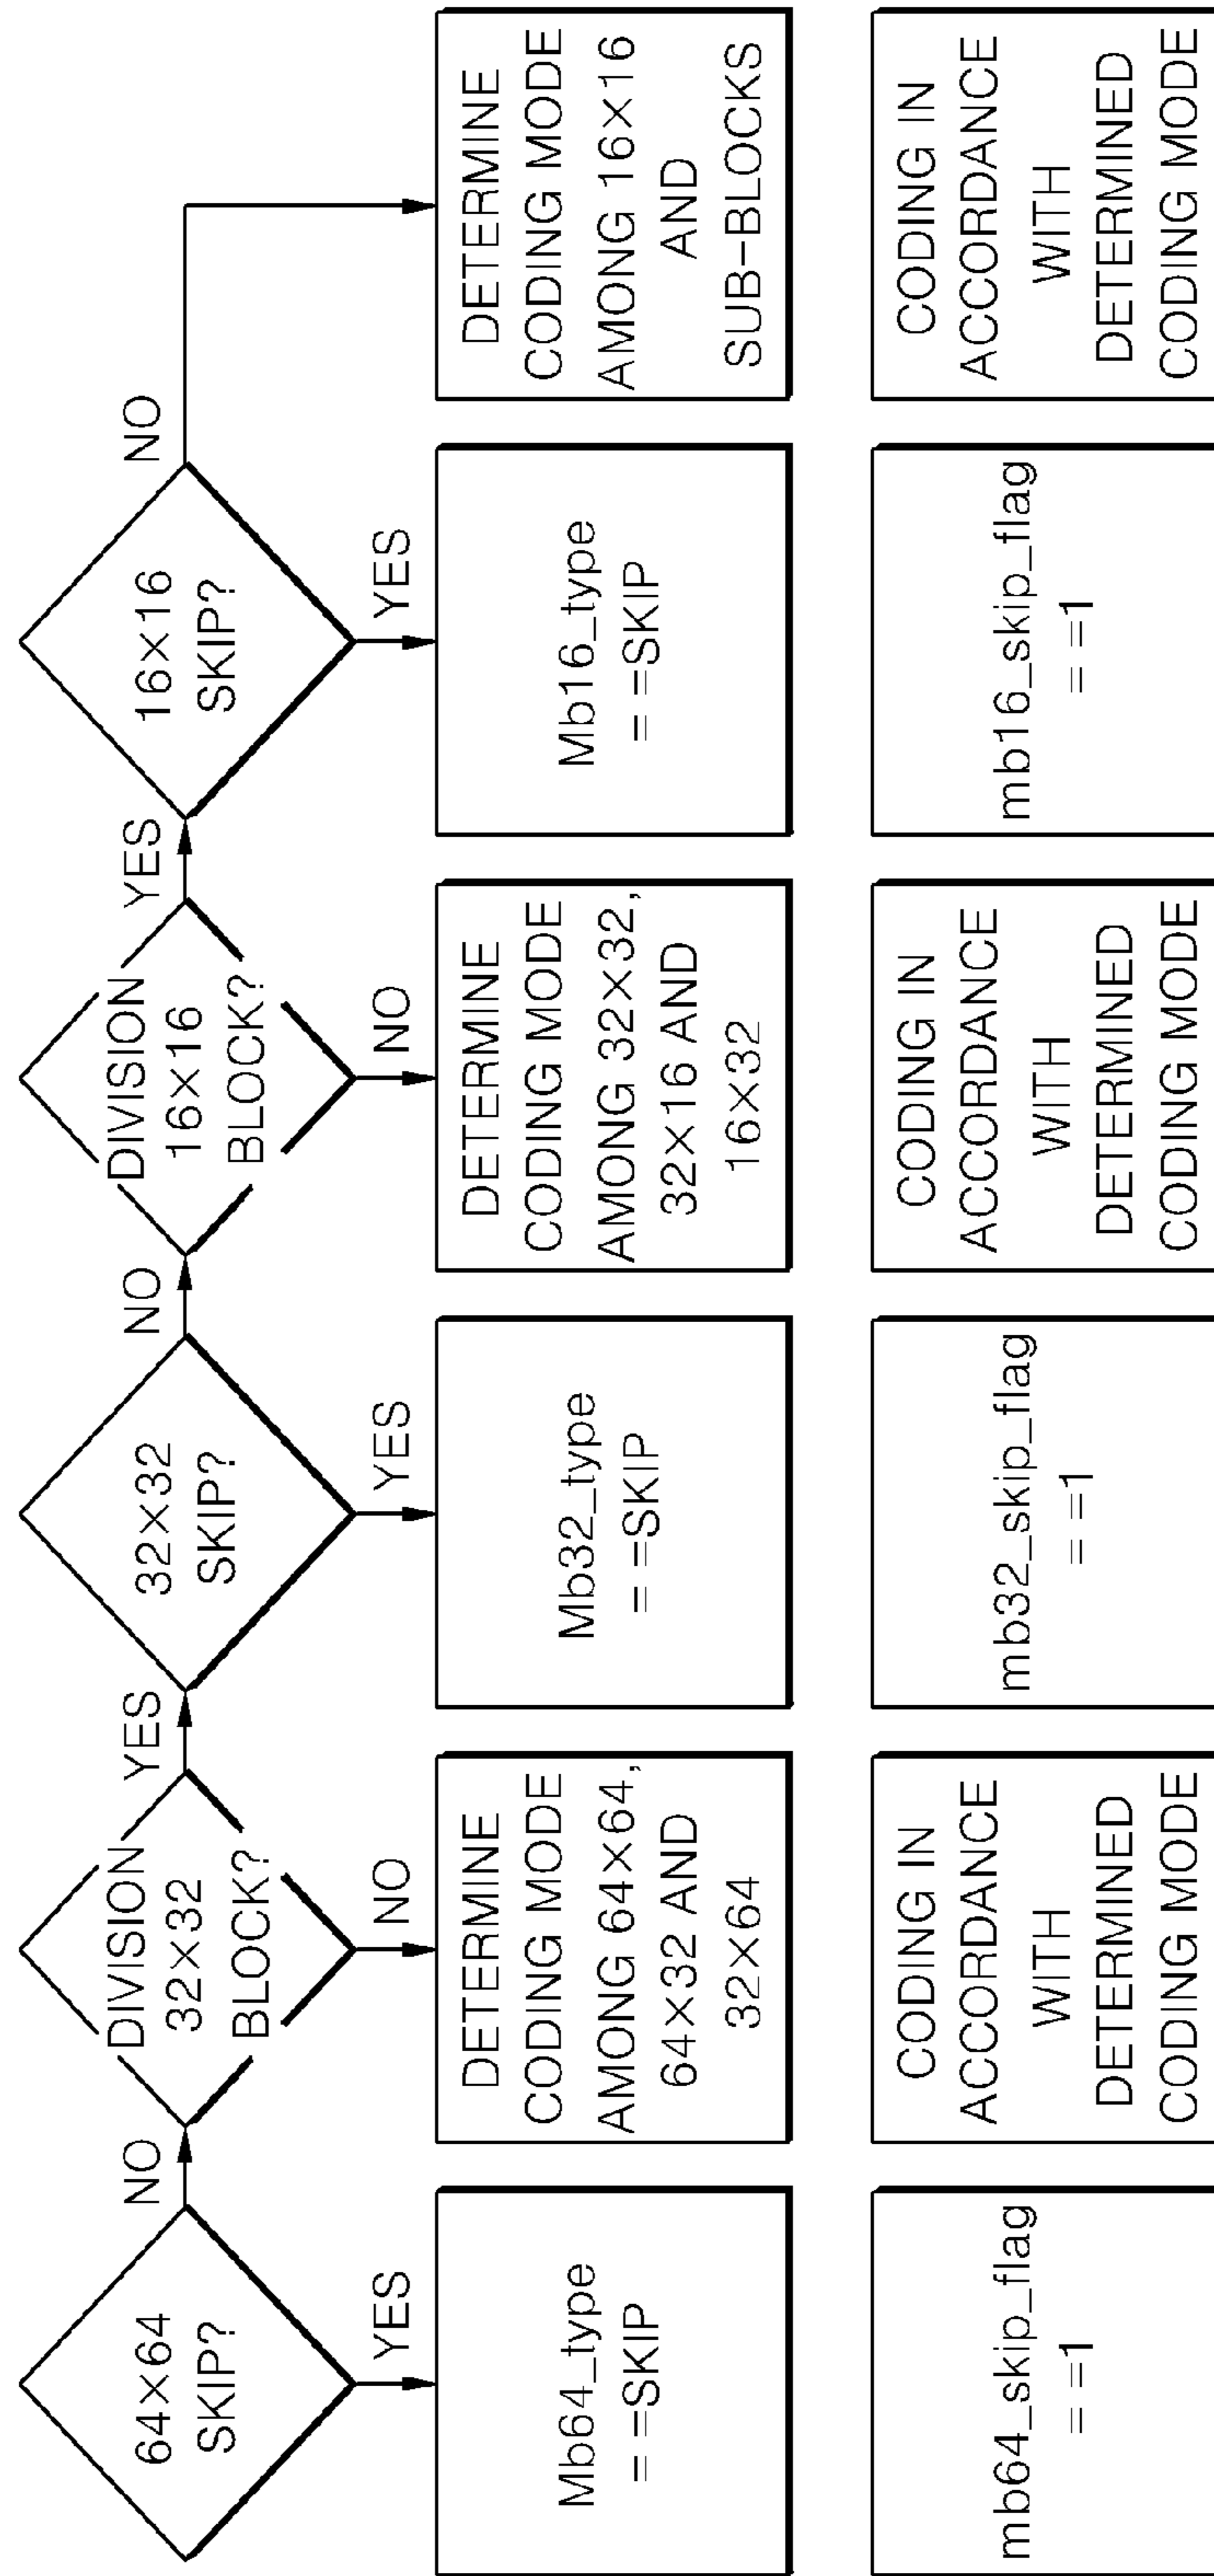 64×64
SKIP?
NO
YES
DIVISION
32×32
BLOCK?
YES
NO
32×32
SKIP?
NO
YES
DIVISION
16×16
BLOCK?
YES
NO
16×16
SKIP?
NO
YES
Mb64_type
= =SKIP
DETERMINE
CODING MODE
AMONG 64×64,
64×32 AND
32×64
Mb32_type
= =SKIP
DETERMINE
CODING MODE
AMONG 32×32,
32×16 AND
16×32
Mb16_type
= =SKIP
DETERMINE
CODING MODE
AMONG 16×16
AND
SUB-BLOCKS
mb64_skip_flag
= =1
CODING IN
ACCORDANCE
WITH
DETERMINED
CODING MODE
mb32_skip_flag
= =1
CODING IN
ACCORDANCE
WITH
DETERMINED
CODING MODE
mb16_skip_flag
= =1
CODING IN
ACCORDANCE
WITH
DETERMINED
CODING MODE